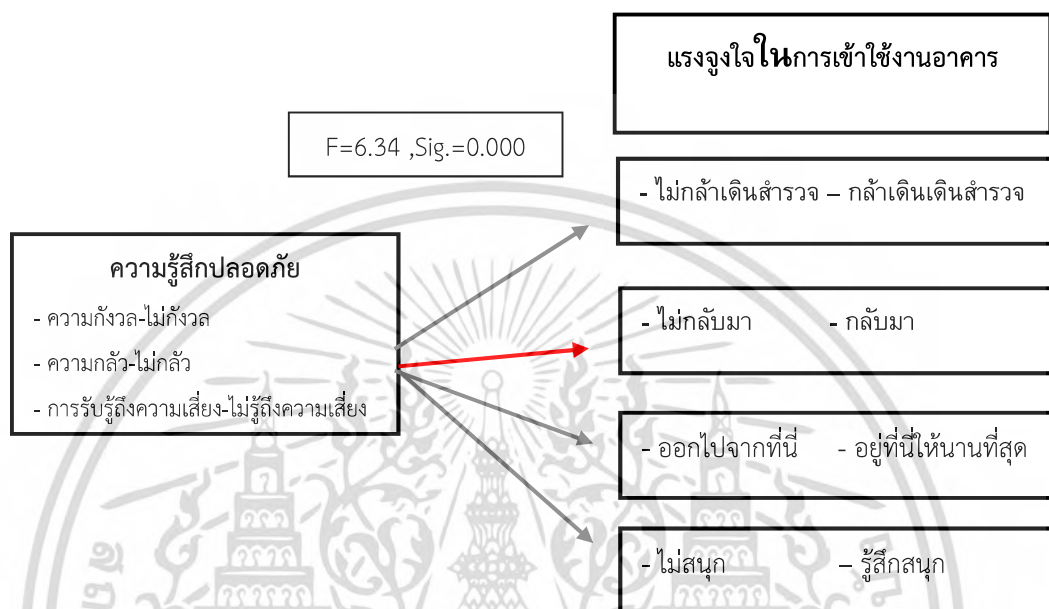 แรงจูงใจในการเข้าใช้งานอาคาร
F=6.34 ,Sig.=0.000
- ไม่กล้าเดินสำรวจ – กล้าเดินเดินสำรวจ
ความรู้สึกปลอดภัย
- ความกังวล-ไม่กังวล
- ความกลัว-ไม่กลัว
- การรับรู้ถึงความเสี่ยง-ไม่รู้ถึงความเสี่ยง
- ไม่กลับมา - กลับมา
- ออกไปจากที่นี่ - อยู่ที่นี่ให้นานที่สุด
- ไม่สนุก – รู้สึกสนุก